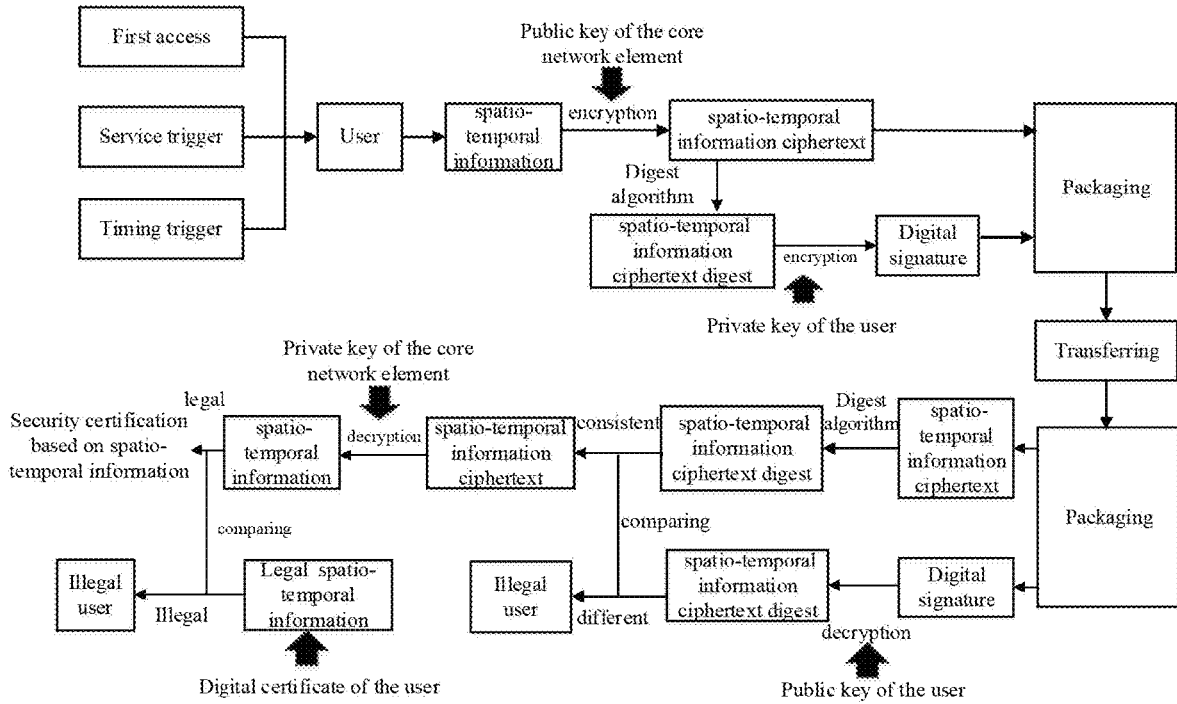 First access
Service trigger
Timing trigger
User
spatio-
temporal
information
Public key of the core
network element
encryption
spatio-temporal
information ciphertext
Digest
algorithm
spatio-temporal
information
ciphertext digest
encryption
Private key of the user
Digital
signature
Packaging
Transferring
Packaging
spatio-
temporal
information
ciphertext
Digest
algorithm
spatio-temporal
information
ciphertext digest
Digital
signature
decryption
Public key of the user
spatio-temporal
information
ciphertext digest
comparing
consistent
different
Illegal
user
spatio-temporal
information
ciphertext
Private key of the core
network element
decryption
spatio-
temporal
information
legal
Security certification
based on spatio-
temporal information
comparing
Legal spatio-
temporal
information
Digital certificate of the user
Illegal
Illegal
user